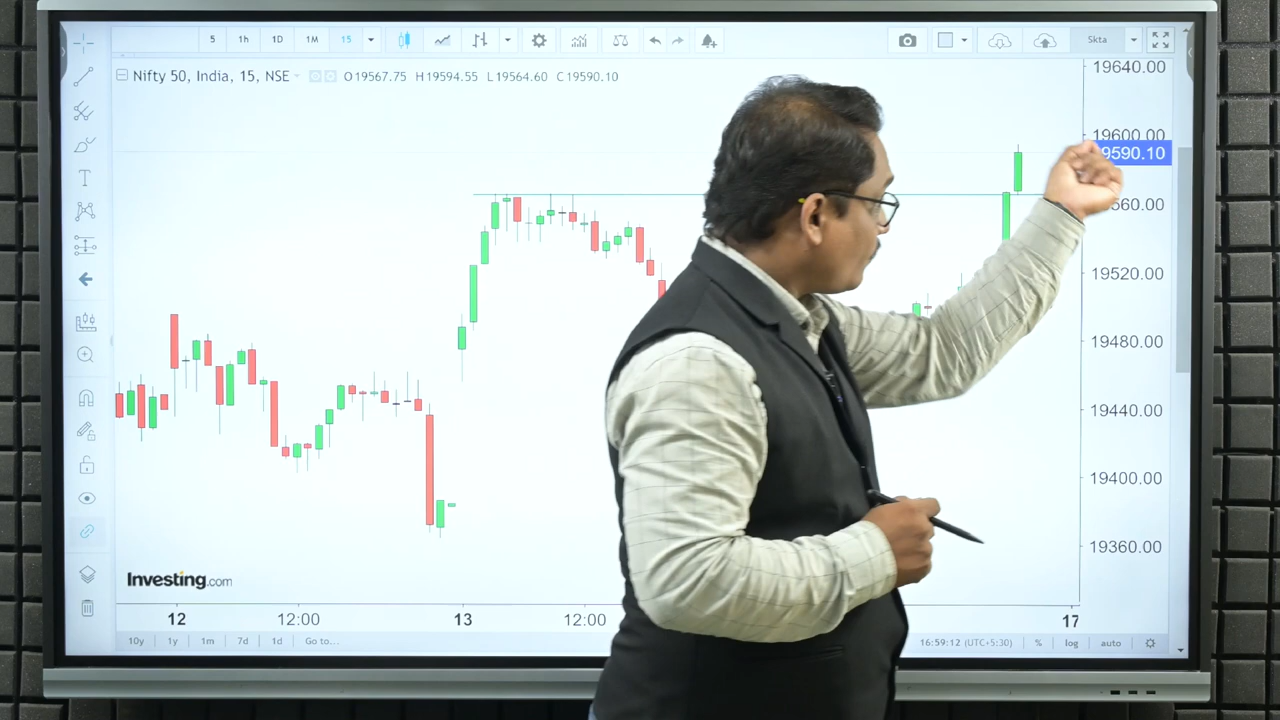 5 1h 1D 1M 15 Skta
Nifty 50, India, 15, NSE O19567.75 H19594.55 L19564.60 C19590.10
19640.00
19600.00
9590.10
560.00
19520.00
19480.00
19440.00
19400.00
19360.00
T
Investing.com
12 12:00 13 12:00 17
10y 1y 1m 7d 1d Go to... 16:59:12 (UTC+5:30) % log auto